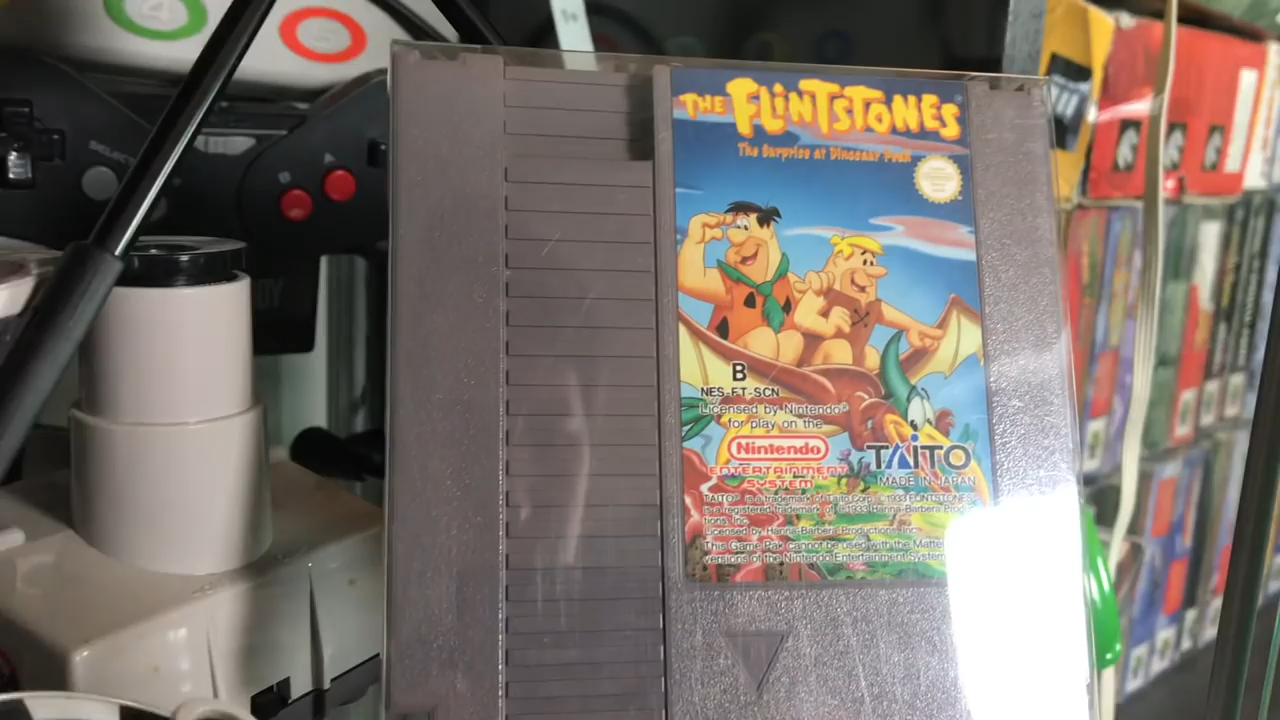 THE FLINTSTONES
The Surprise at Dinosaur Peak
B
NES-FT-SCN
Licensed by Nintendo®
for play on the
Nintendo
ENTERTAINMENT
SYSTEM
TAITO
MADE IN JAPAN
TAITO® is a trademark of Taito Corp. ©1993 FLINTSTONES
is a registered trademark of ©1993 Hanna-Barbera Produc-
tions, Inc.
Licensed by Hanna-Barbera Productions, Inc.
This Game Pak cannot be used with the Mattel
versions of the Nintendo Entertainment System
SELECT
B
A
4